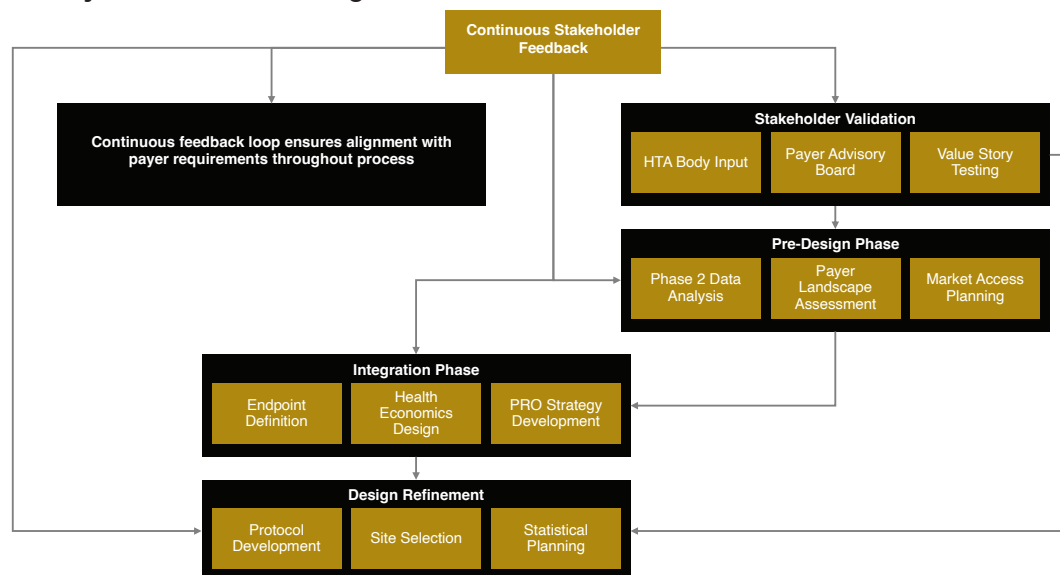 Continuous Stakeholder
Feedback
Continuous feedback loop ensures alignment with
payer requirements throughout process
Stakeholder Validation
HTA Body Input
Payer Advisory
Board
Value Story
Testing
Pre-Design Phase
Phase 2 Data
Analysis
Payer
Landscape
Assessment
Market Access
Planning
Integration Phase
Endpoint
Definition
Health
Economics
Design
PRO Strategy
Development
Design Refinement
Protocol
Development
Site Selection
Statistical
Planning